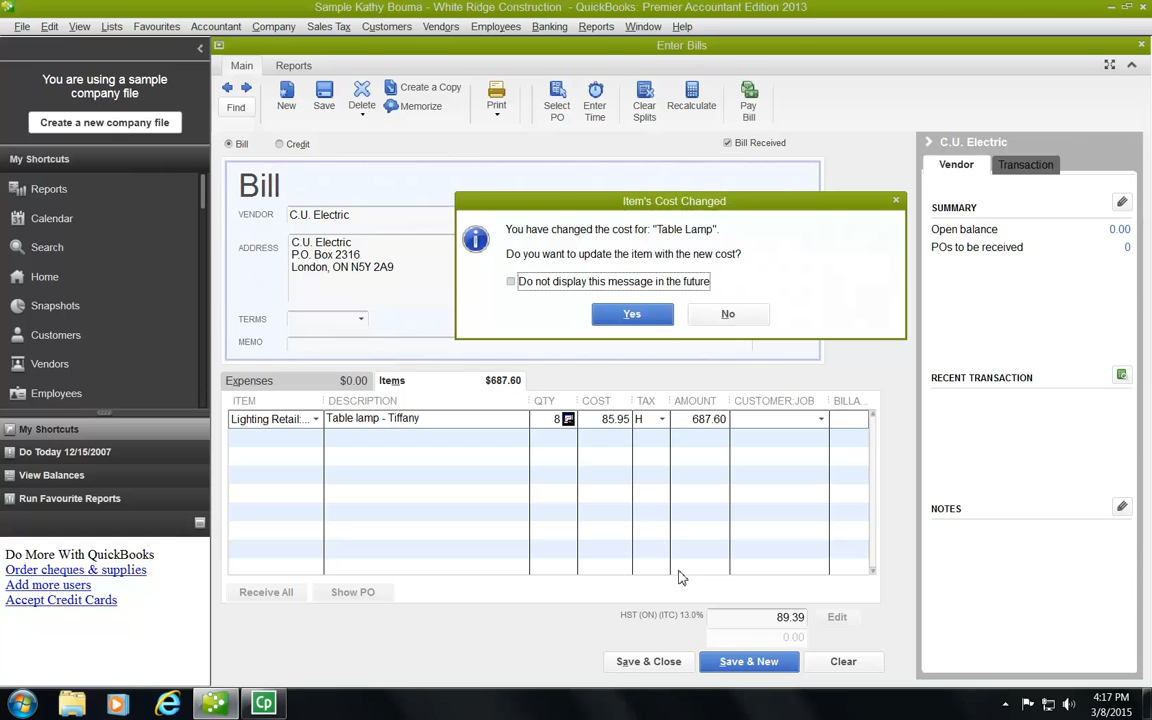 Sample Kathy Bouma - White Ridge Construction - QuickBooks: Premier Accountant Edition 2013
File Edit View Lists Favourites Accountant Company Sales Tax Customers Vendors Employees Banking Reports Window Help
Enter Bills
You are using a sample
company file
Create a new company file
My Shortcuts
Reports
Calendar
Search
Home
Snapshots
Customers
Vendors
Employees
My Shortcuts
Do Today 12/15/2007
View Balances
Run Favourite Reports
Do More With QuickBooks
Order cheques & supplies
Add more users
Accept Credit Cards
Main Reports
Find
New
Save
Delete
Create a Copy
Memorize
Print
Select
PO
Enter
Time
Clear
Splits
Recalculate
Pay
Bill
Bill Credit Bill Received
Bill
VENDOR C.U. Electric
ADDRESS C.U. Electric
P.O. Box 2316
London, ON N5Y 2A9
TERMS
MEMO
Item's Cost Changed
You have changed the cost for: "Table Lamp".
Do you want to update the item with the new cost?
Do not display this message in the future
Yes No
Expenses $0.00 Items $687.60
ITEM DESCRIPTION QTY COST TAX AMOUNT CUSTOMER:JOB BILLA...
Lighting Retail:... Table lamp - Tiffany 8 85.95 H 687.60
Receive All Show PO
HST (ON) (ITC) 13.0% 89.39 Edit
0.00
Save & Close Save & New Clear
C.U. Electric
Vendor Transaction
SUMMARY
Open balance 0.00
POs to be received 0
RECENT TRANSACTION
NOTES
Cp
4:17 PM
3/8/2015